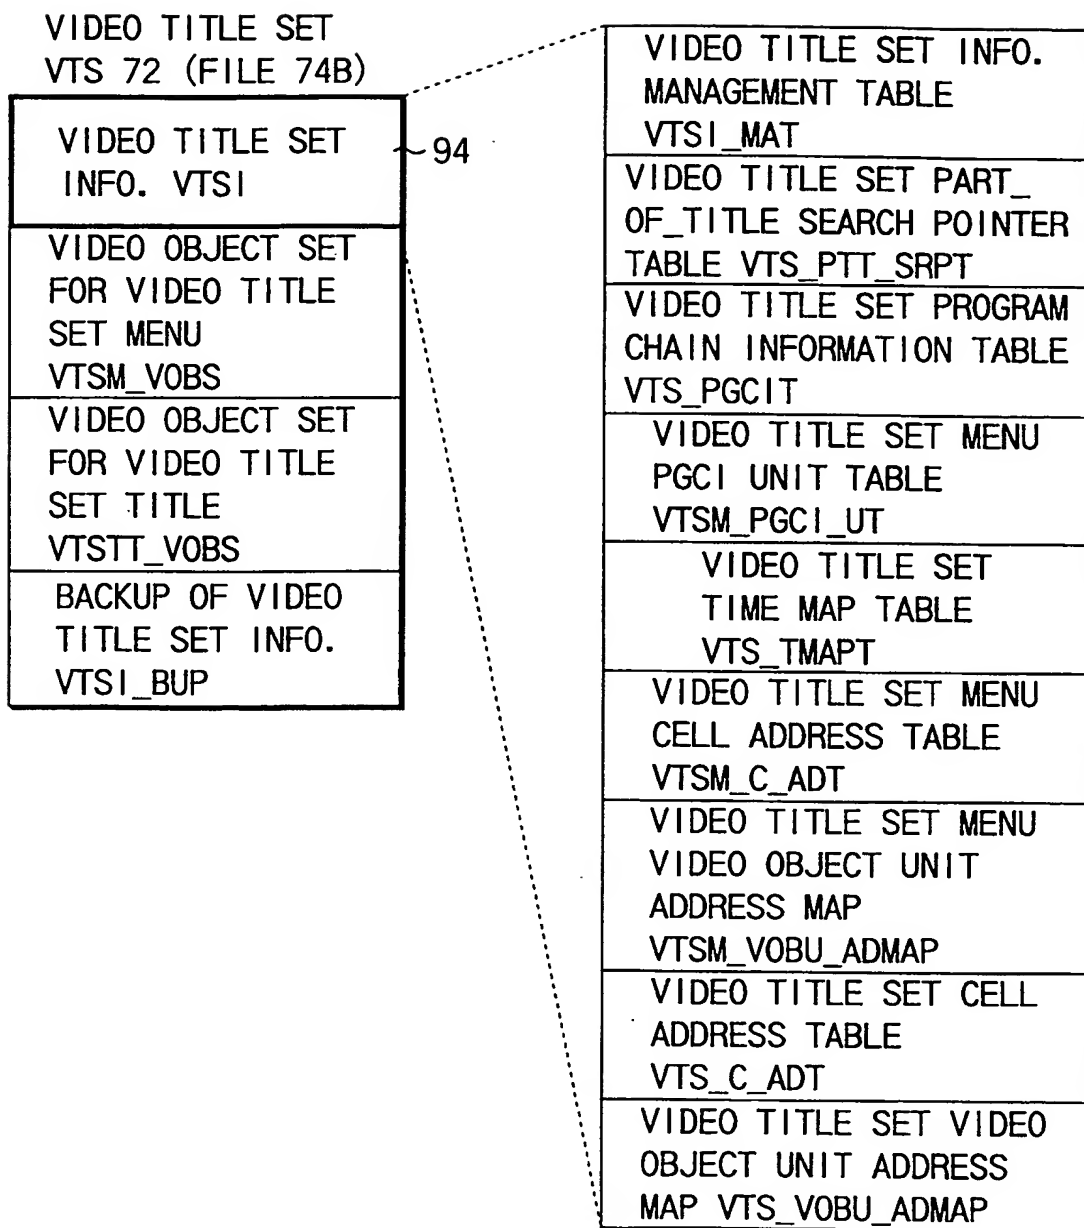 VIDEO TITLE SET
VTS 72 (FILE 74B)
VIDEO TITLE SET
INFO. VTSI
94
VIDEO OBJECT SET
FOR VIDEO TITLE
SET MENU
VTSM_VOBS
VIDEO OBJECT SET
FOR VIDEO TITLE
SET TITLE
VTSTT_VOBS
BACKUP OF VIDEO
TITLE SET INFO.
VTSI_BUP
VIDEO TITLE SET INFO.
MANAGEMENT TABLE
VTSI_MAT
VIDEO TITLE SET PART_
OF_TITLE SEARCH POINTER
TABLE VTS_PTT_SRPT
VIDEO TITLE SET PROGRAM
CHAIN INFORMATION TABLE
VTS_PGCIT
VIDEO TITLE SET MENU
PGCI UNIT TABLE
VTSM_PGCI_UT
VIDEO TITLE SET
TIME MAP TABLE
VTS_TMAPT
VIDEO TITLE SET MENU
CELL ADDRESS TABLE
VTSM_C_ADT
VIDEO TITLE SET MENU
VIDEO OBJECT UNIT
ADDRESS MAP
VTSM_VOBU_ADMAP
VIDEO TITLE SET CELL
ADDRESS TABLE
VTS_C_ADT
VIDEO TITLE SET VIDEO
OBJECT UNIT ADDRESS
MAP VTS_VOBU_ADMAP